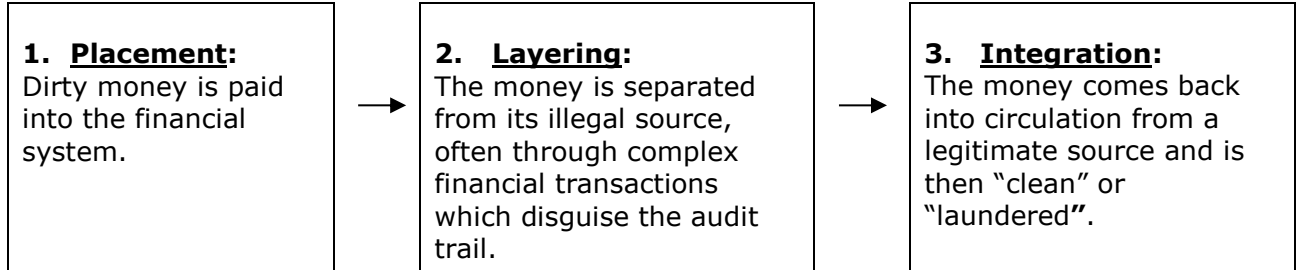 1. Placement:
Dirty money is paid
into the financial
system.
2. Layering:
The money is separated
from its illegal source,
often through complex
financial transactions
which disguise the audit
trail.
3. Integration:
The money comes back
into circulation from a
legitimate source and is
then “clean” or
“laundered”.